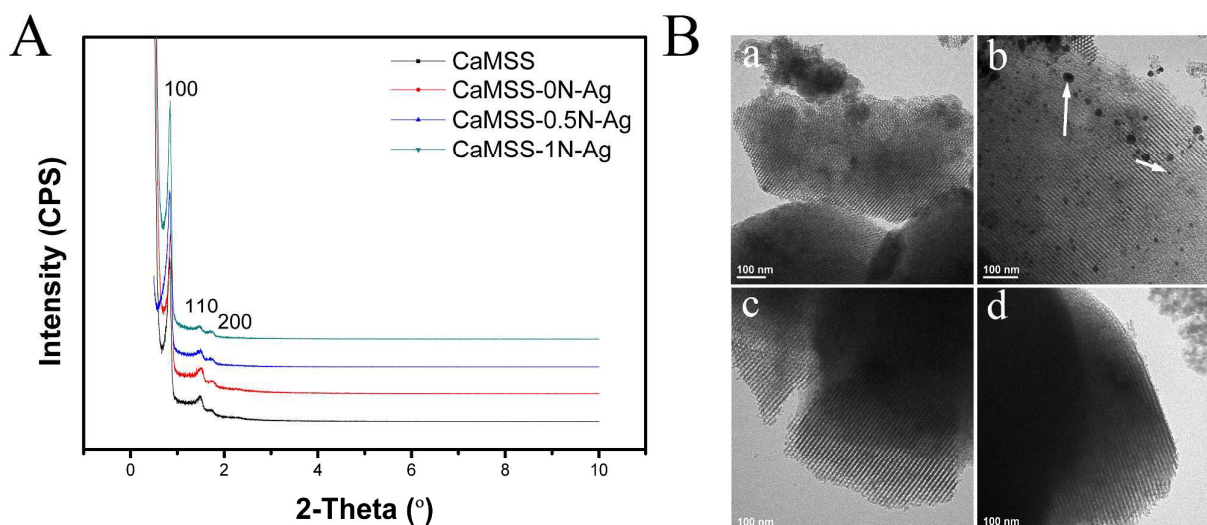 A
Intensity (CPS)
100
110
200
CaMSS
CaMSS-0N-Ag
CaMSS-0.5N-Ag
CaMSS-1N-Ag
0 2 4 6 8 10
2-Theta (°)
B
a
100 nm
b
100 nm
c
100 nm
d
100 nm